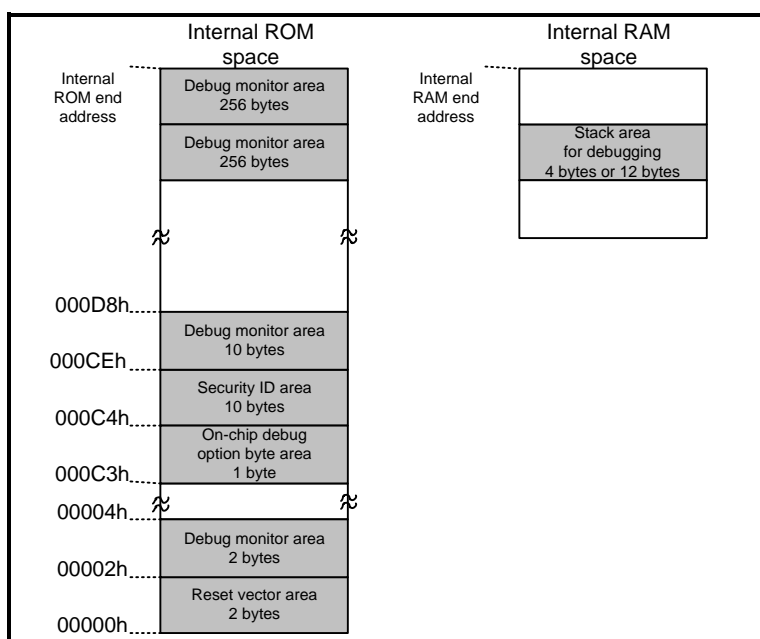 Internal ROM
space
Internal
ROM end
address
Debug monitor area
256 bytes
Debug monitor area
256 bytes
000D8h
Debug monitor area
10 bytes
000CEh
Security ID area
10 bytes
000C4h
On-chip debug
option byte area
1 byte
000C3h
00004h
Debug monitor area
2 bytes
00002h
Reset vector area
2 bytes
00000h
Internal RAM
space
Internal
RAM end
address
Stack area
for debugging
4 bytes or 12 bytes